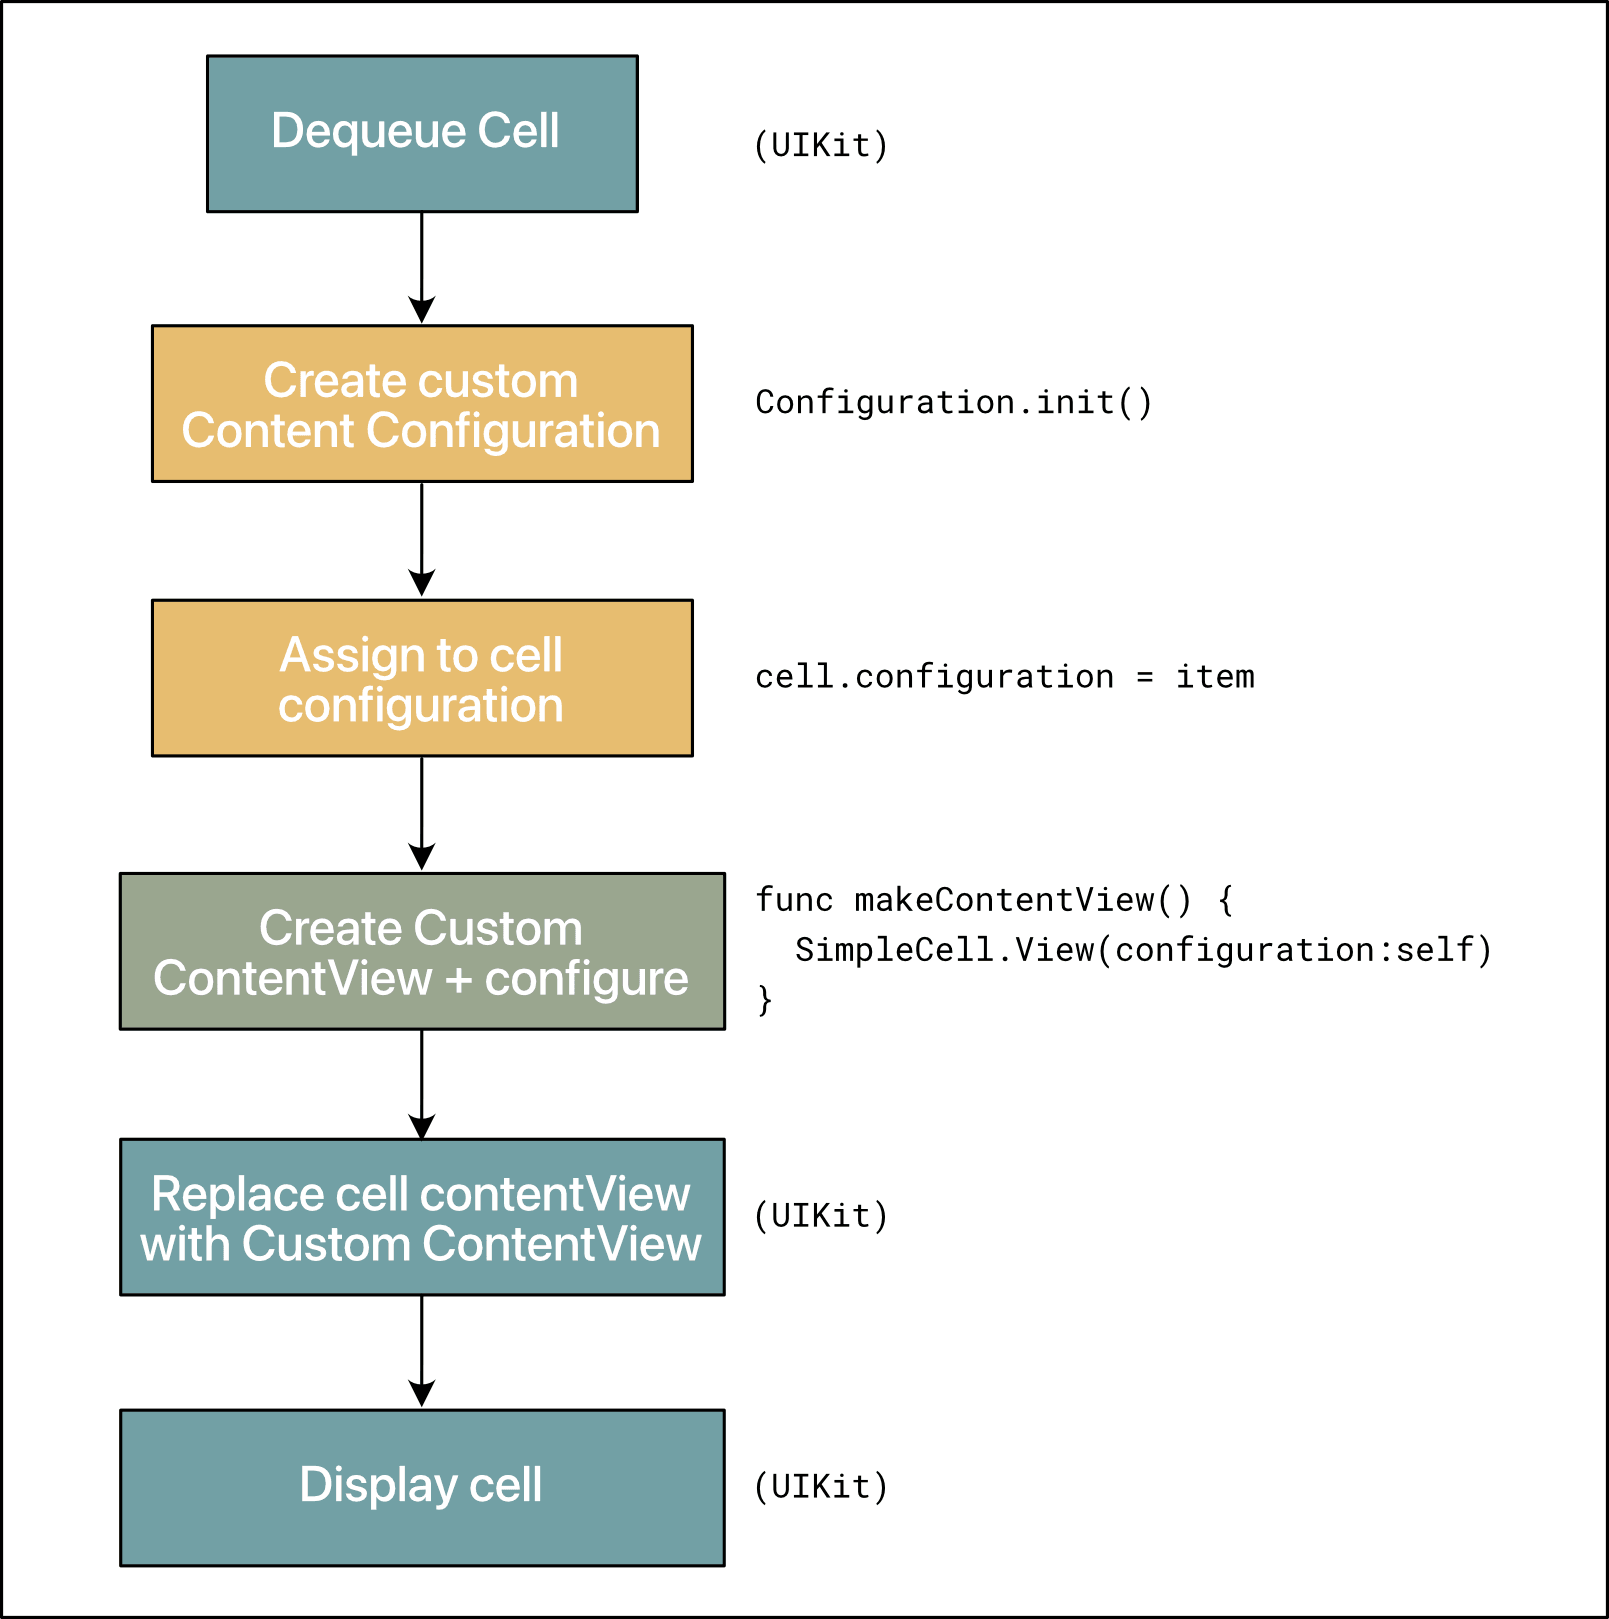 Dequeue Cell
(UIKit)
Create custom
Content Configuration
Configuration.init()
Assign to cell
configuration
cell.configuration = item
Create Custom
ContentView + configure
func makeContentView() {
  SimpleCell.View(configuration:self)
}
Replace cell contentView
with Custom ContentView
(UIKit)
Display cell
(UIKit)